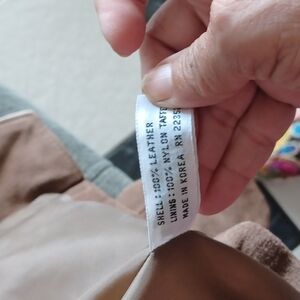 SHELL : 100% LEATHER
LINING : 100% NYLON
MADE IN KOREA RN